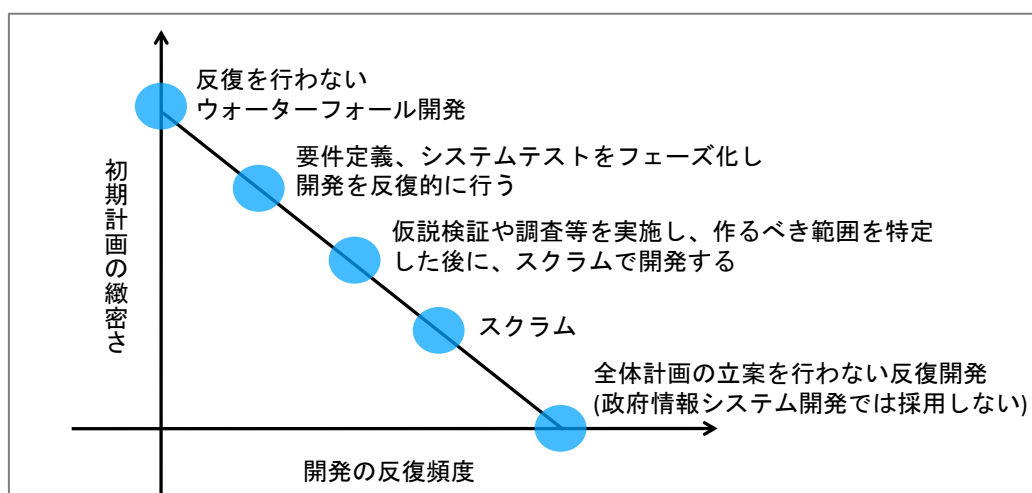 反復を行わない
ウォーターフォール開発
要件定義、システムテストをフェーズ化し
開発を反復的に行う
仮説検証や調査等を実施し、作るべき範囲を特定
した後に、スクラムで開発する
スクラム
全体計画の立案を行わない反復開発
(政府情報システム開発では採用しない)
初期計画の緻密さ
開発の反復頻度